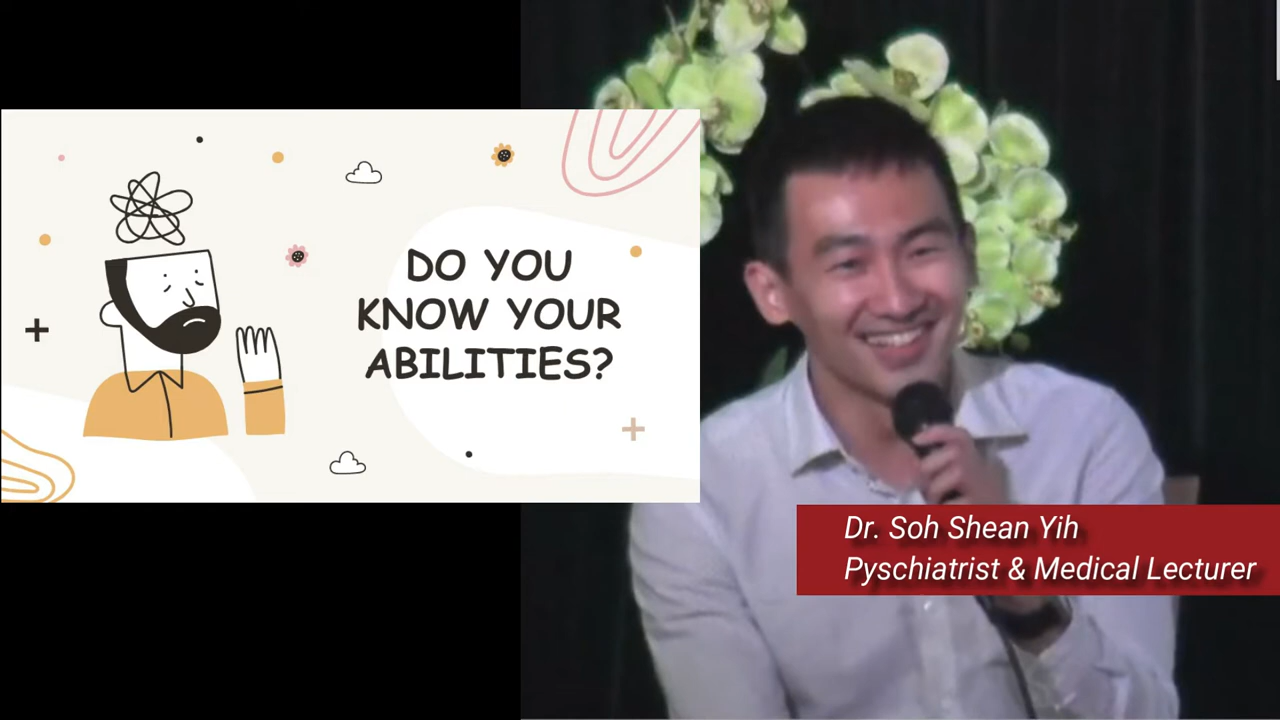 DO YOU
KNOW YOUR
ABILITIES?
Dr. Soh Shean Yih
Pyschiatrist & Medical Lecturer